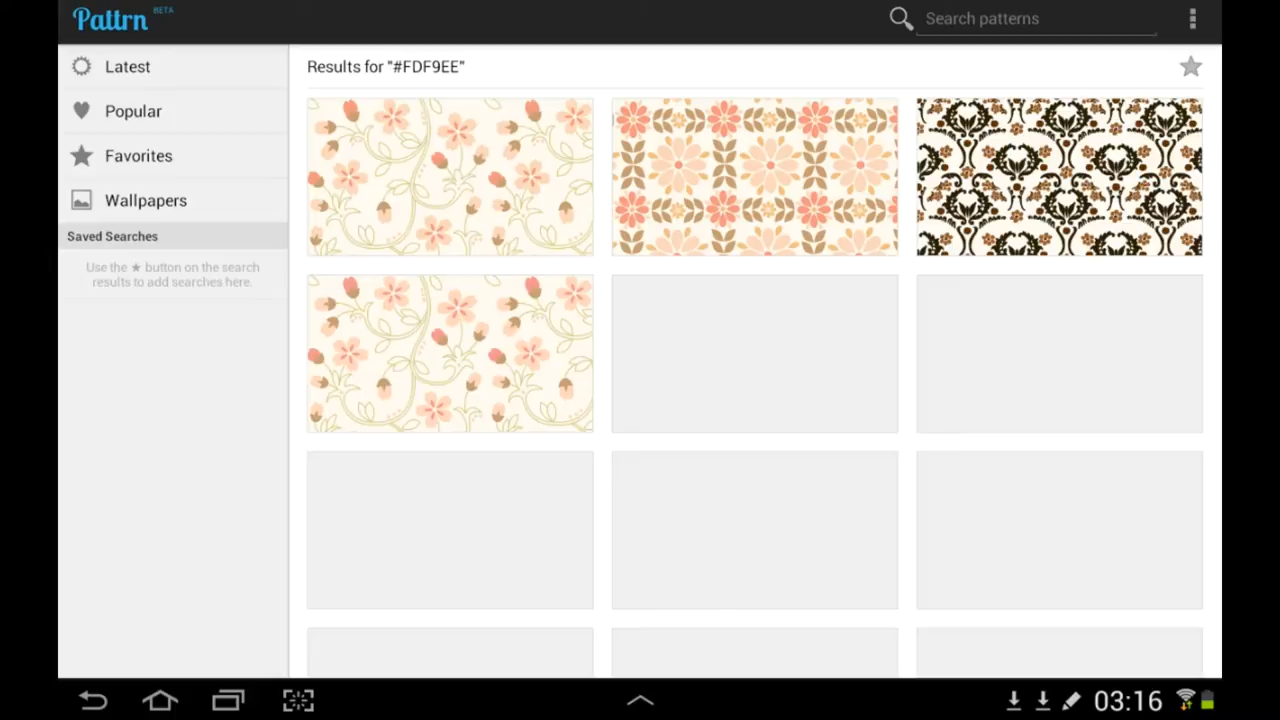 Pattrn BETA
Search patterns
Latest
Popular
Favorites
Wallpapers
Saved Searches
Use the ★ button on the search
results to add searches here.
Results for "#FDF9EE"
03:16